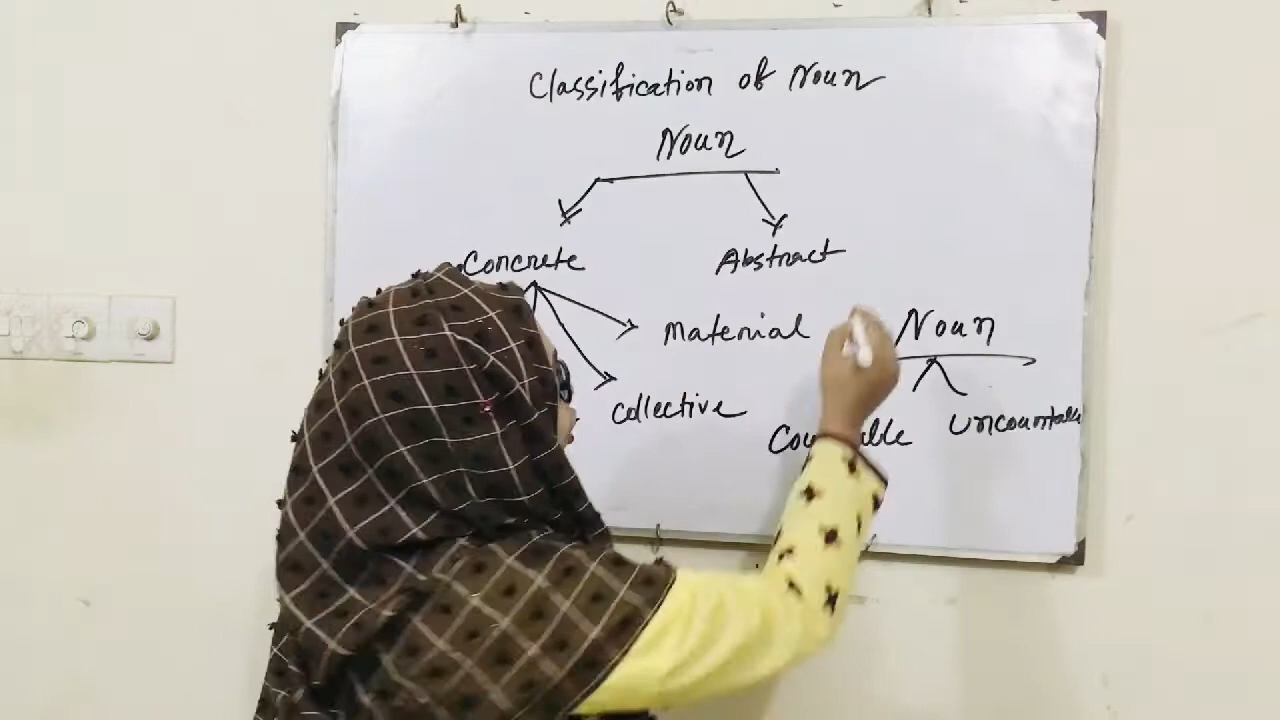 Classification of Noun
Noun
Concrete Abstract
Material
Noun
Collective
Uncountable